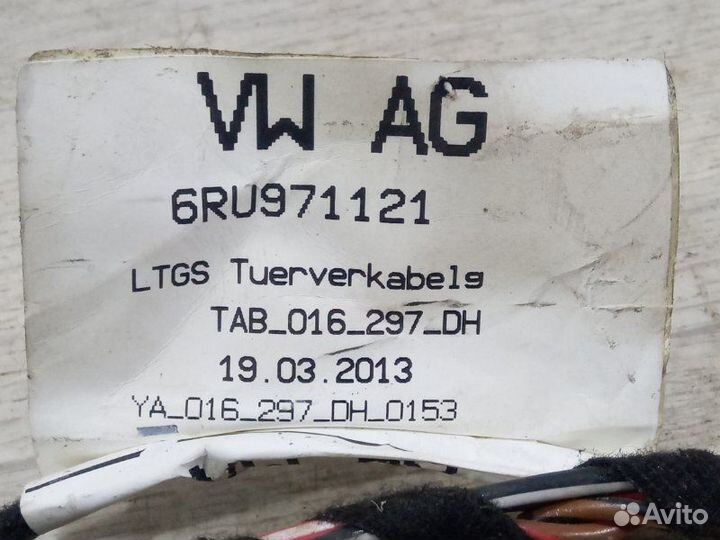 VW AG
6RU971121
LTGS Tuerverkabelg
TAB_016_297_DH
19.03.2013
YA_016_297_DH_0153
Avito